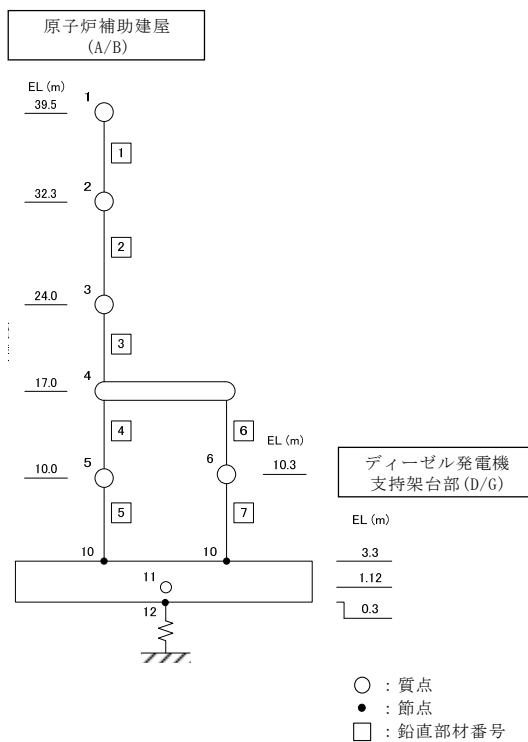 原子炉補助建屋
(A/B)
EL (m)
39.5
1
1
32.3
2
2
24.0
3
3
17.0
4
4
6
EL (m)
10.0
5
6
10.3
5
7
ディーゼル発電機
支持架台部(D/G)
EL (m)
10
10
3.3
11
1.12
12
0.3
○ : 質点
● : 節点
□ : 鉛直部材番号